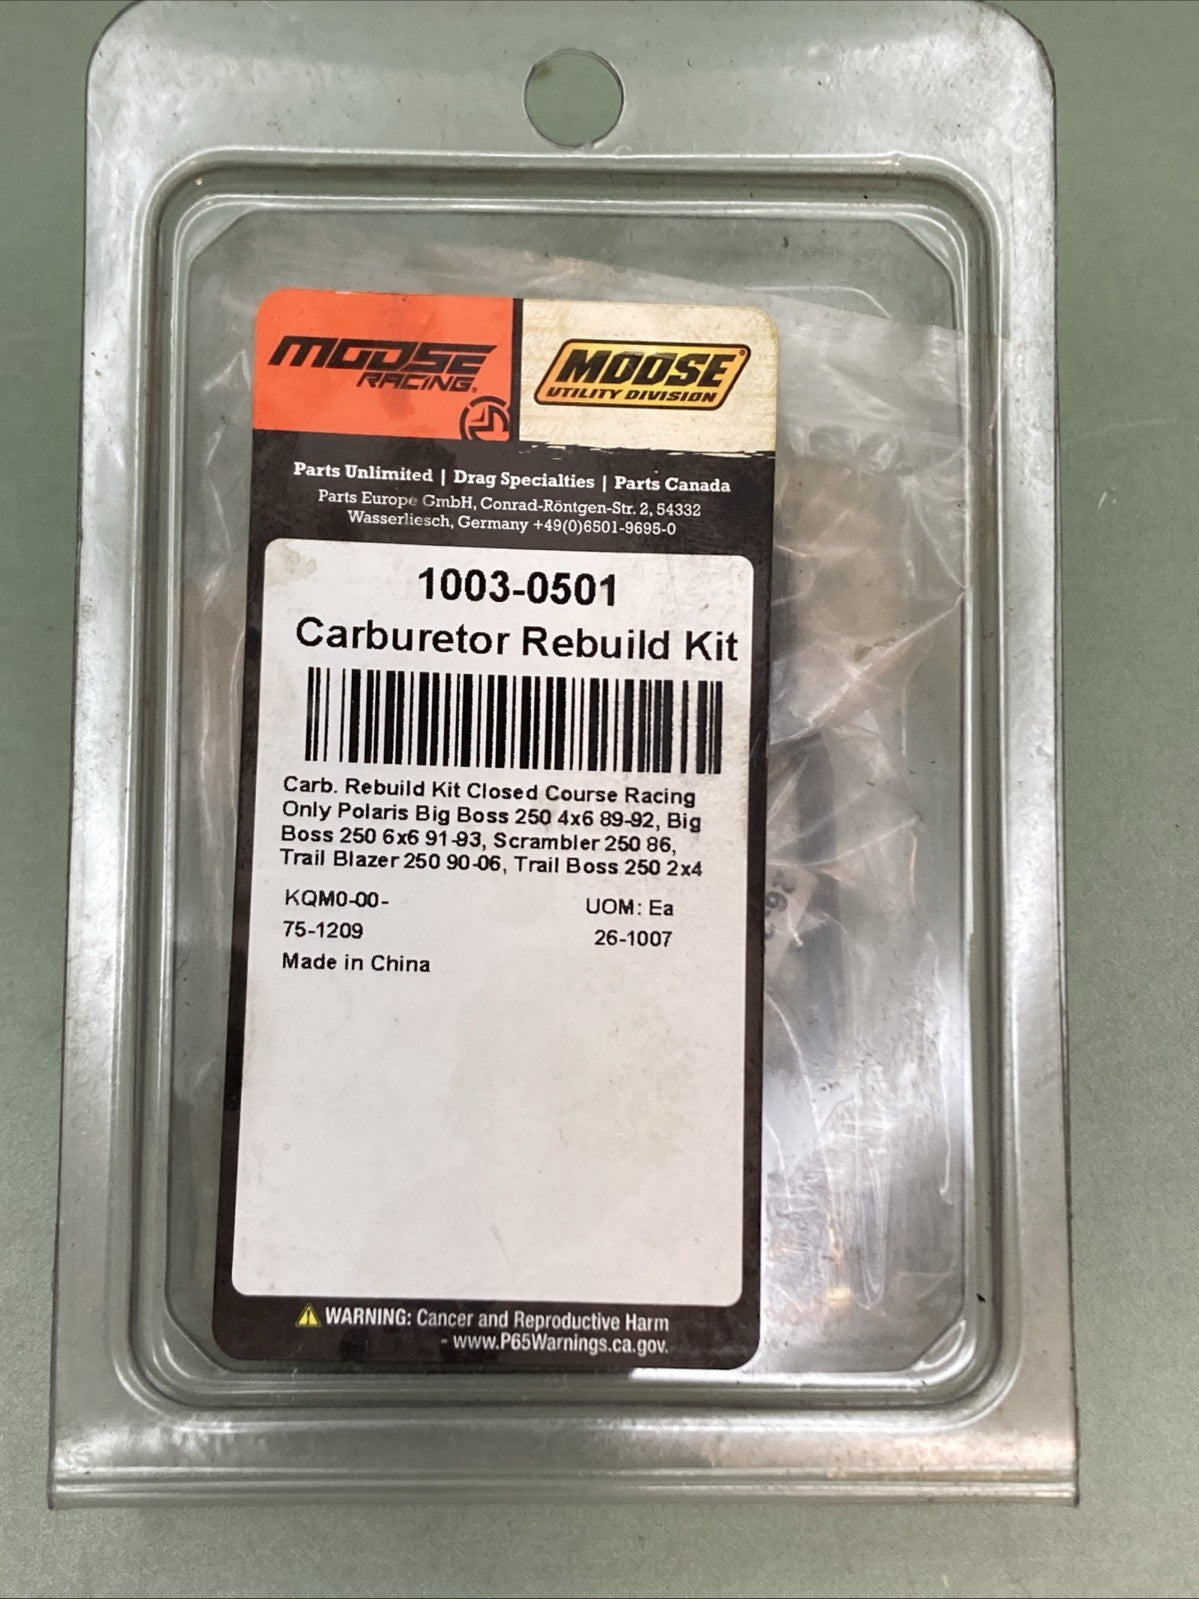 MOOSE
RACING®
MOOSE®
UTILITY DIVISION
Parts Unlimited | Drag Specialties | Parts Canada
Parts Europe GmbH, Conrad-Röntgen-Str. 2, 54332
Wasserliesch, Germany +49(0)6501-9695-0
1003-0501
Carburetor Rebuild Kit
Carb. Rebuild Kit Closed Course Racing
Only Polaris Big Boss 250 4x6 89-92, Big
Boss 250 6x6 91-93, Scrambler 250 86,
Trail Blazer 250 90-06, Trail Boss 250 2x4
KQM0-00- UOM: Ea
75-1209 26-1007
Made in China
WARNING: Cancer and Reproductive Harm
- www.P65Warnings.ca.gov.